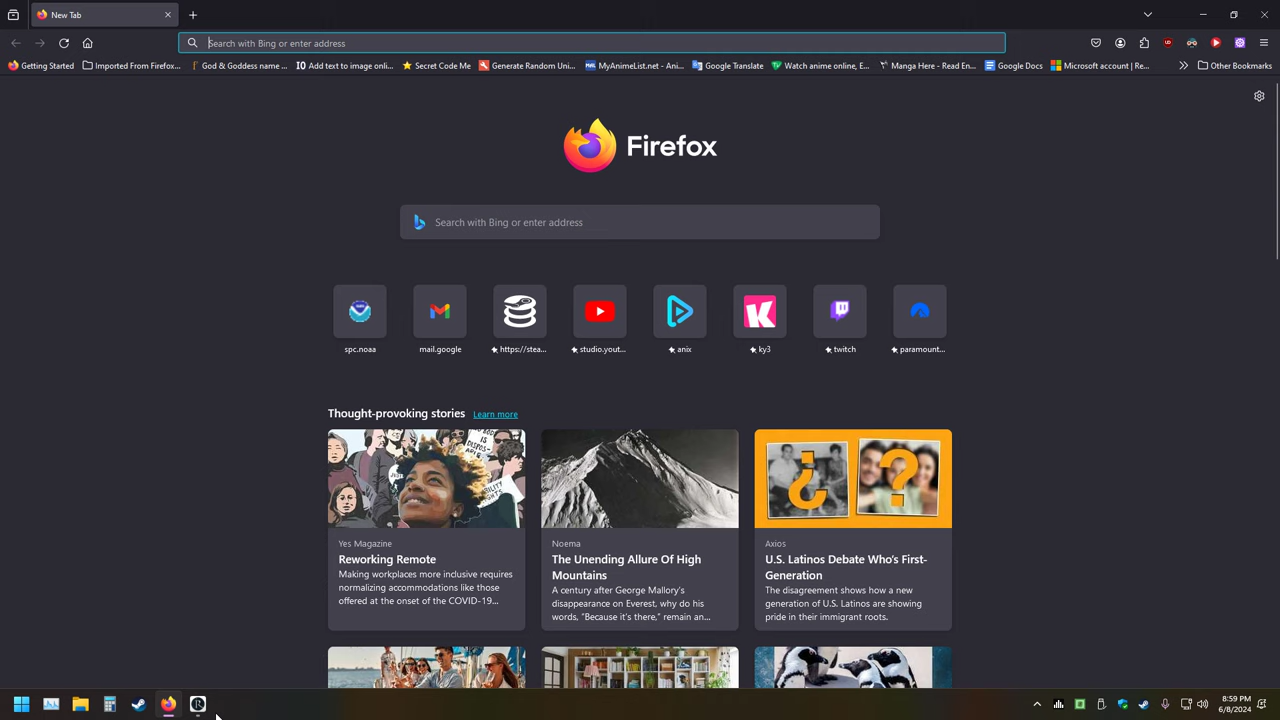 New Tab
Search with Bing or enter address
Getting Started
Imported From Firefox...
God & Goddess name ...
Add text to image onli...
Secret Code Me
Generate Random Uni...
MyAnimeList.net - Ani...
Google Translate
Watch anime online, E...
Manga Here - Read En...
Google Docs
Microsoft account | Re...
Other Bookmarks
Firefox
Search with Bing or enter address
spc.noaa
mail.google
https://stea...
studio.yout...
anix
ky3
twitch
paramount...
Thought-provoking stories Learn more
Yes Magazine
Reworking Remote
Making workplaces more inclusive requires
normalizing accommodations like those
offered at the onset of the COVID-19...
Noema
The Unending Allure Of High
Mountains
A century after George Mallory's
disappearance on Everest, why do his
words, "Because it's there," remain an...
Axios
U.S. Latinos Debate Who's First-
Generation
The disagreement shows how a new
generation of U.S. Latinos are showing
pride in their immigrant roots.
8:59 PM
6/8/2024